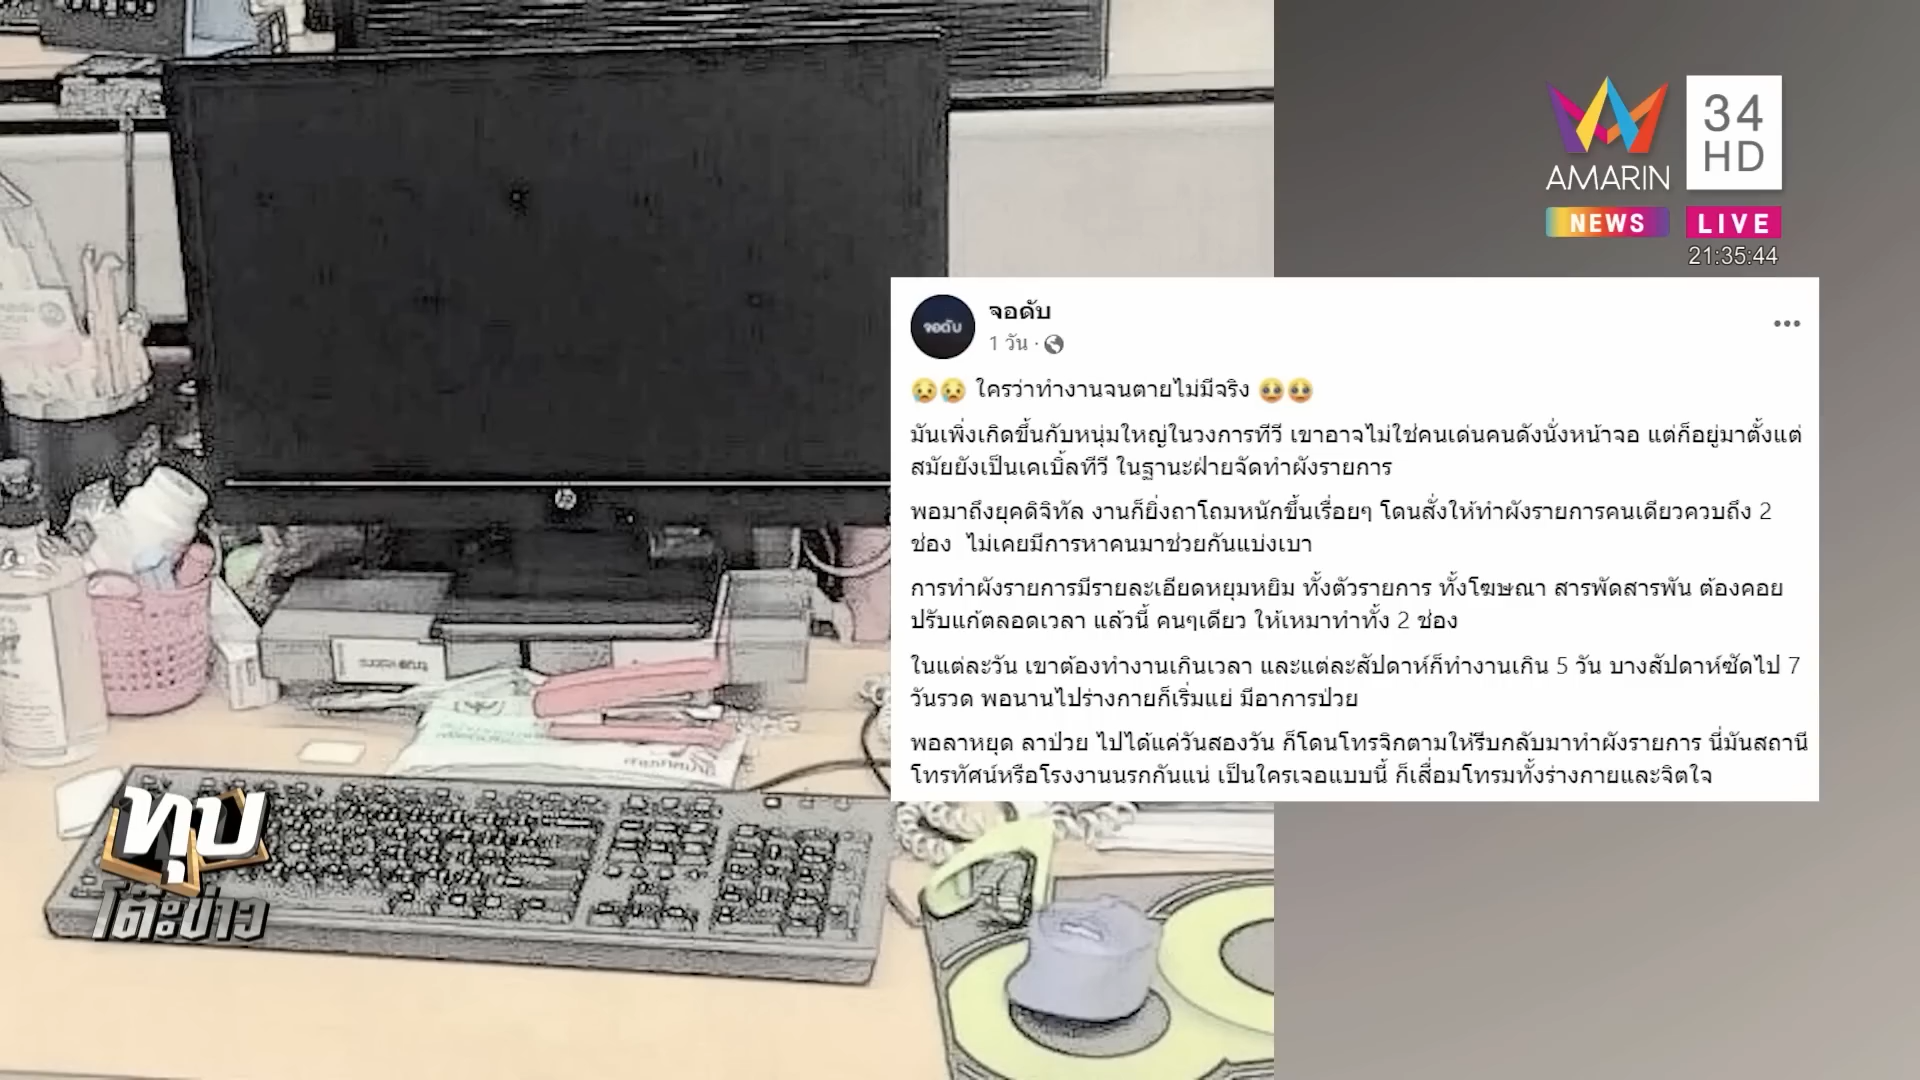 AMARIN
34
HD
NEWS
LIVE
21:35:44
จอดับ
จอดับ
1 วัน ·
😢😢 ใครว่าทำงานจนตายไม่มีจริง 🥹🥹
มันเพิ่งเกิดขึ้นกับหนุ่มใหญ่ในวงการทีวี เขาอาจไม่ใช่คนเด่นคนดังนั่งหน้าจอ แต่ก็อยู่มาตั้งแต่
สมัยยังเป็นเคเบิ้ลทีวี ในฐานะฝ่ายจัดทำผังรายการ
พอมาถึงยุคดิจิทัล งานก็ยิ่งถาโถมหนักขึ้นเรื่อยๆ โดนสั่งให้ทำผังรายการคนเดียวควบถึง 2
ช่อง ไม่เคยมีการหาคนมาช่วยกันแบ่งเบา
การทำผังรายการมีรายละเอียดหยุมหยิม ทั้งตัวรายการ ทั้งโฆษณา สารพัดสารพัน ต้องคอย
ปรับแก้ตลอดเวลา แล้วนี้ คนๆเดียว ให้เหมาทำทั้ง 2 ช่อง
ในแต่ละวัน เขาต้องทำงานเกินเวลา และแต่ละสัปดาห์ก็ทำงานเกิน 5 วัน บางสัปดาห์ซัดไป 7
วันรวด พอนานไปร่างกายก็เริ่มแย่ มีอาการป่วย
พอลาหยุด ลาป่วย ไปได้แค่วันสองวัน ก็โดนโทรจิกตามให้รีบกลับมาทำผังรายการ นี่มันสถานี
โทรทัศน์หรือโรงงานนรกกันแน่ เป็นใครเจอแบบนี้ ก็เสื่อมโทรมทั้งร่างกายและจิตใจ
ทุบ
โต๊ะข่าว